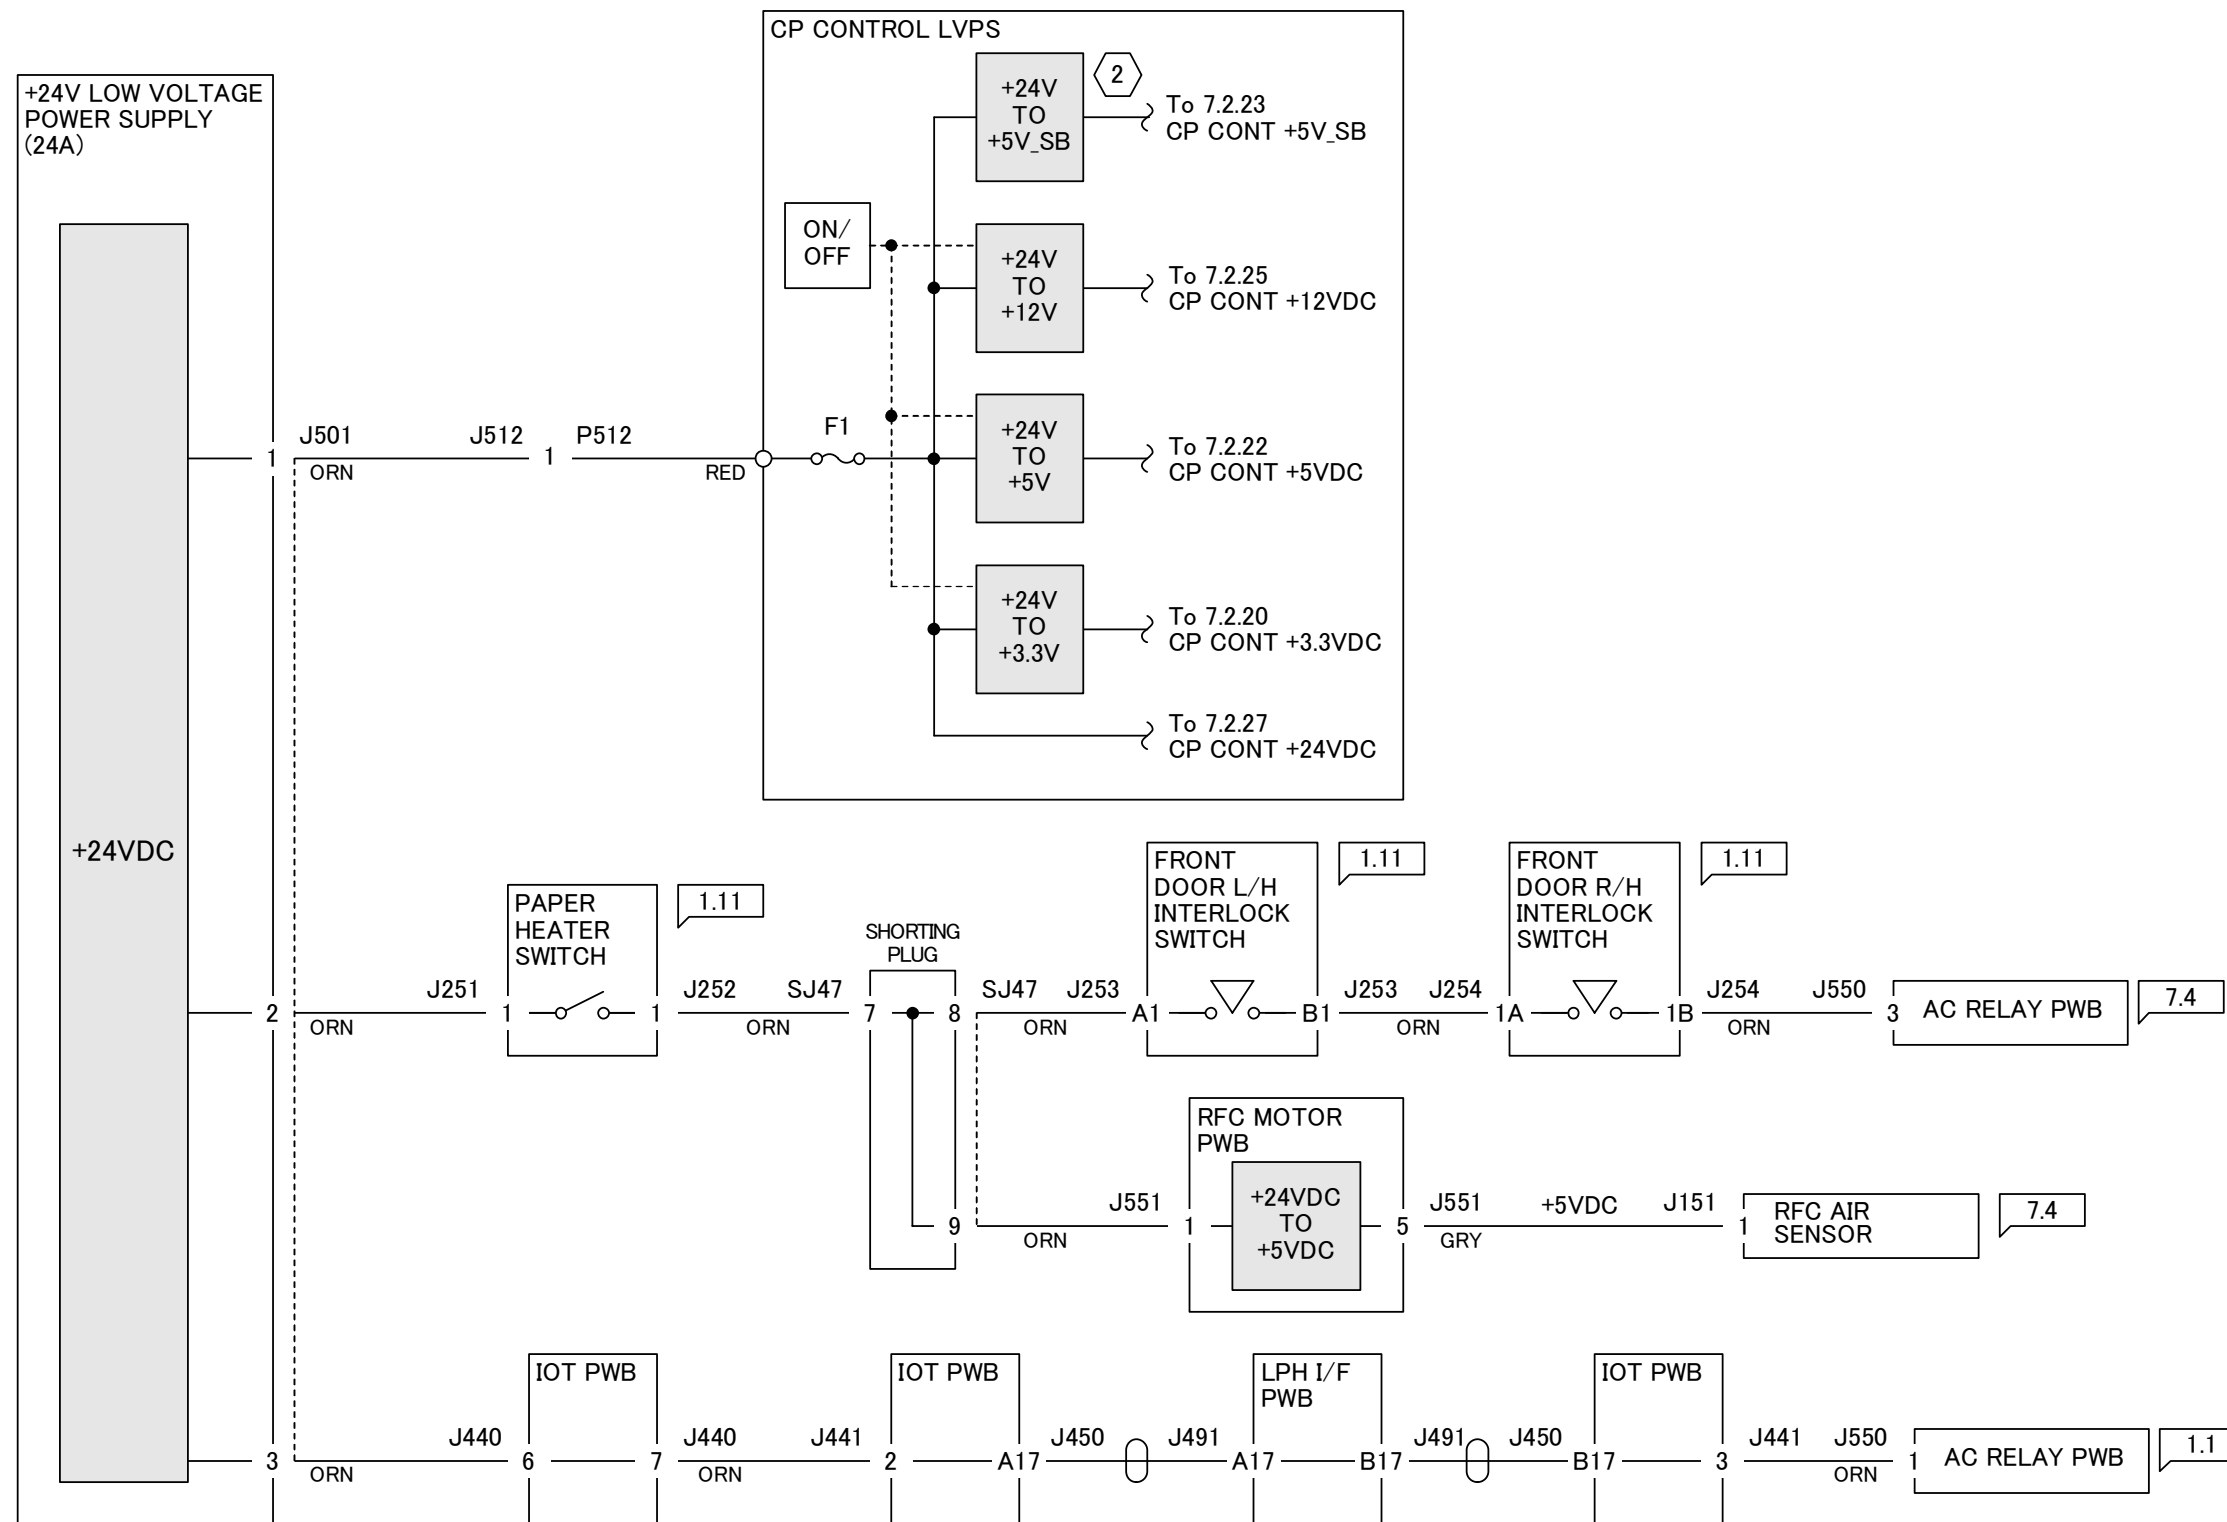 CP CONTROL LVPS
+24V LOW VOLTAGE
POWER SUPPLY
(24A)
+24V
TO
+5V_SB
2
To 7.2.23
CP CONT +5V_SB
ON/
OFF
+24V
TO
+12V
To 7.2.25
CP CONT +12VDC
+24V
TO
+5V
To 7.2.22
CP CONT +5VDC
1
J501
ORN
J512
1
P512
RED
F1
+24V
TO
+3.3V
To 7.2.20
CP CONT +3.3VDC
To 7.2.27
CP CONT +24VDC
+24VDC
PAPER
HEATER
SWITCH
1.11
SHORTING
PLUG
FRONT
DOOR L/H
INTERLOCK
SWITCH
1.11
FRONT
DOOR R/H
INTERLOCK
SWITCH
1.11
2
ORN
J251
1
1
J252
ORN
SJ47
7
8
SJ47
ORN
J253
A1
B1
J253
ORN
J254
1A
1B
J254
ORN
J550
3
AC RELAY PWB
7.4
RFC MOTOR
PWB
9
ORN
J551
1
+24VDC
TO
+5VDC
5
J551
GRY
+5VDC
J151
1
RFC AIR
SENSOR
7.4
IOT PWB
IOT PWB
LPH I/F
PWB
IOT PWB
3
ORN
J440
6
7
J440
ORN
J441
2
A17
J450
J491
A17
B17
J491
J450
B17
3
J441
J550
ORN
1
AC RELAY PWB
1.1